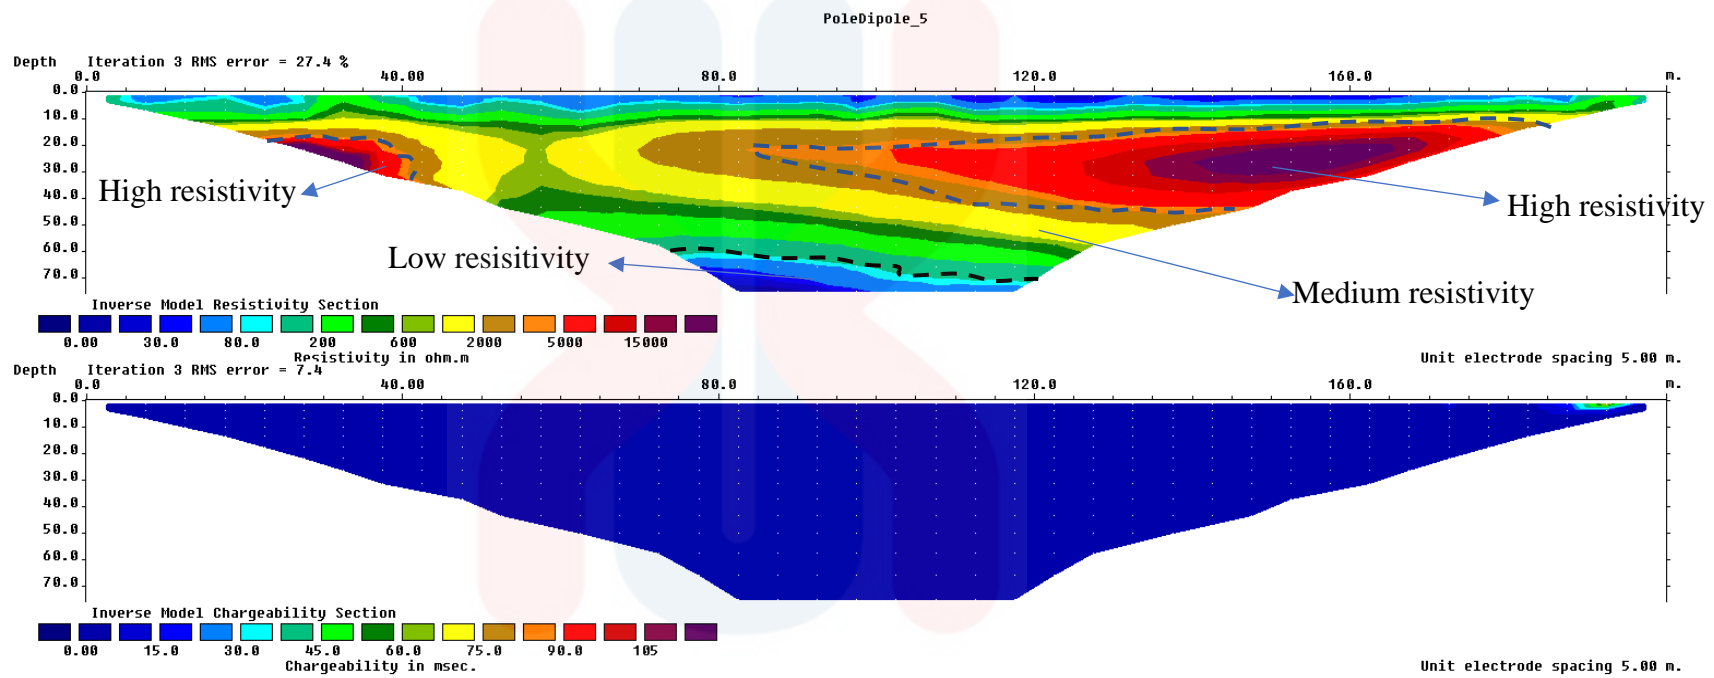 PoleDipole_5
Depth Iteration 3 RMS error = 27.4 %
0.0 40.00 80.0 120.0 160.0 m.
0.0
10.0
20.0
30.0
40.0
50.0
60.0
70.0
High resistivity
High resistivity
Low resisitivity
Medium resistivity
Inverse Model Resistivity Section
0.00 30.0 80.0 200 600 2000 5000 15000
Resistivity in ohm.m
Unit electrode spacing 5.00 m.
Depth Iteration 3 RMS error = 7.4
0.0 40.00 80.0 120.0 160.0 m.
0.0
10.0
20.0
30.0
40.0
50.0
60.0
70.0
Inverse Model Chargeability Section
0.00 15.0 30.0 45.0 60.0 75.0 90.0 105
Chargeability in msec.
Unit electrode spacing 5.00 m.